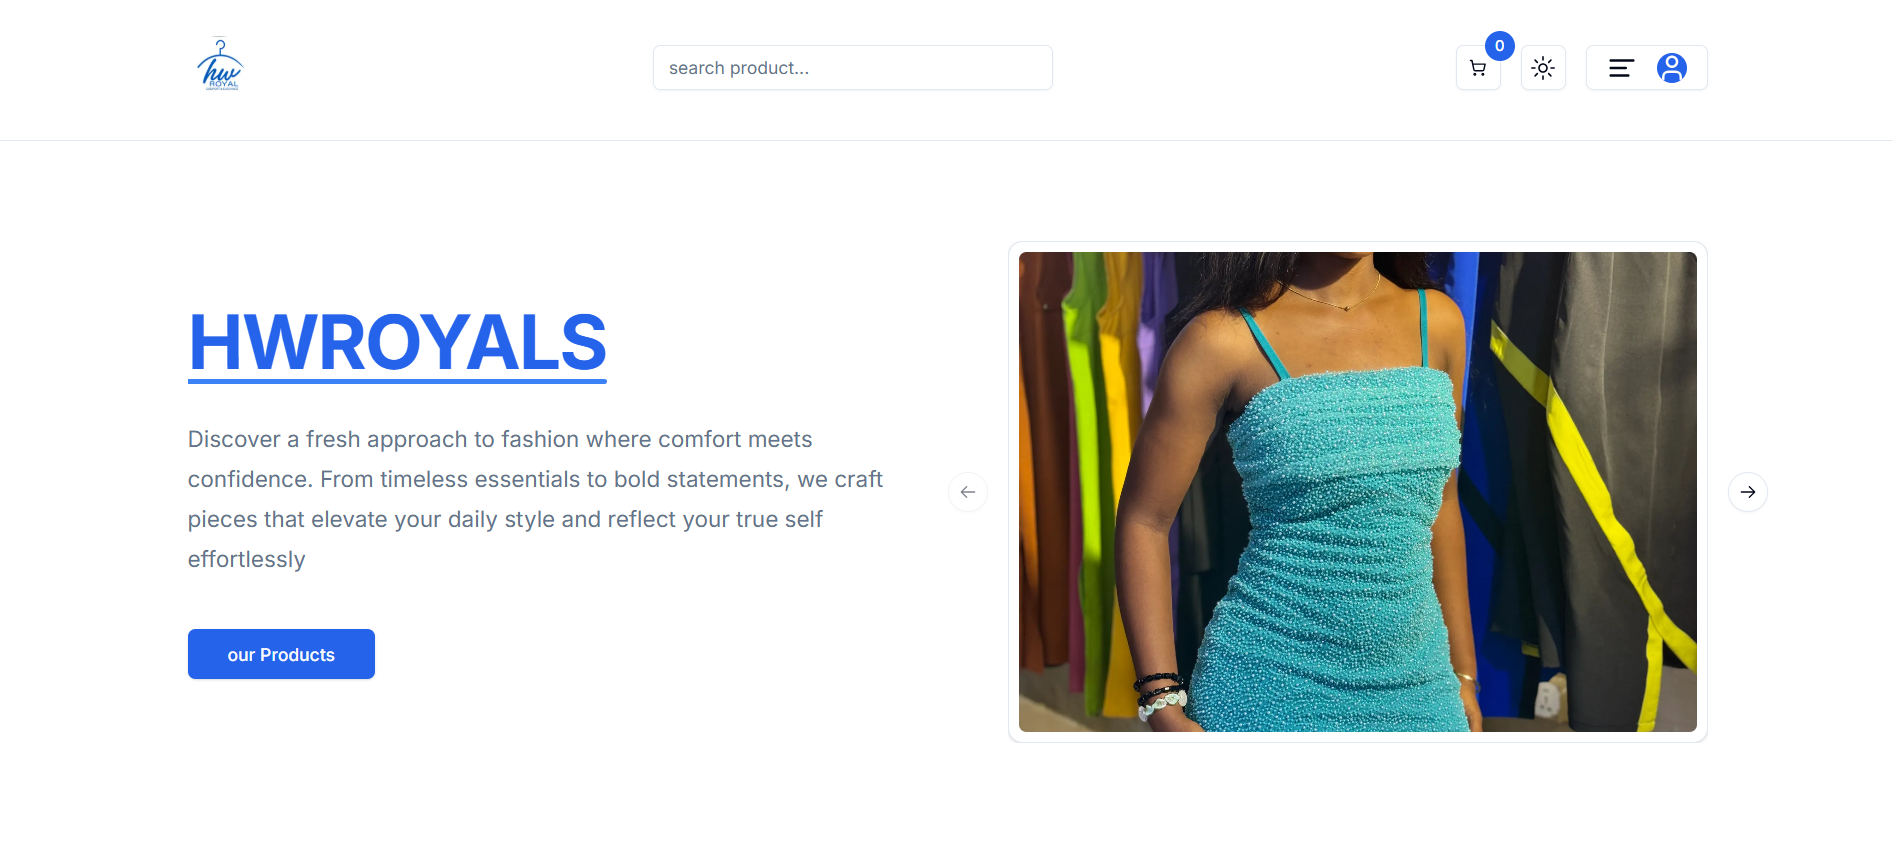 hw
ROYAL
search product...
0
HWROYALS
Discover a fresh approach to fashion where comfort meets
confidence. From timeless essentials to bold statements, we craft
pieces that elevate your daily style and reflect your true self
effortlessly
our Products